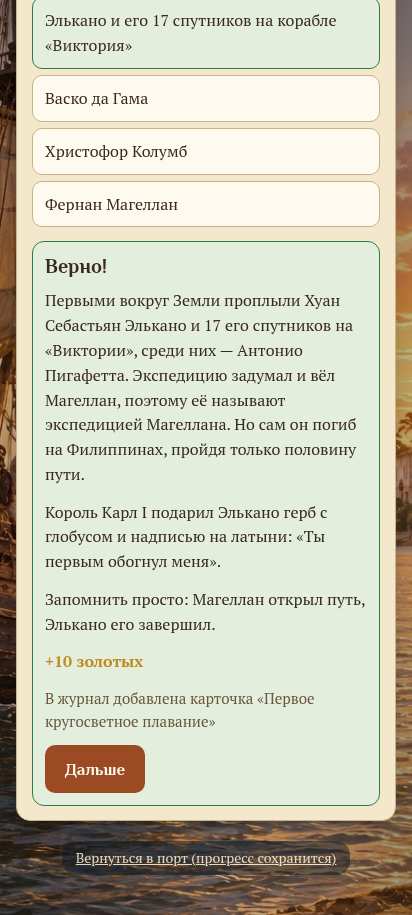 Элькано и его 17 спутников на корабле
«Виктория»
Васко да Гама
Христофор Колумб
Фернан Магеллан
Верно!
Первыми вокруг Земли проплыли Хуан
Себастьян Элькано и 17 его спутников на
«Виктории», среди них — Антонио
Пигафетта. Экспедицию задумал и вёл
Магеллан, поэтому её называют
экспедицией Магеллана. Но сам он погиб
на Филиппинах, пройдя только половину
пути.
Король Карл I подарил Элькано герб с
глобусом и надписью на латыни: «Ты
первым обогнул меня».
Запомнить просто: Магеллан открыл путь,
Элькано его завершил.
+10 золотых
В журнал добавлена карточка «Первое
кругосветное плавание»
Дальше
Вернуться в порт (прогресс сохранится)